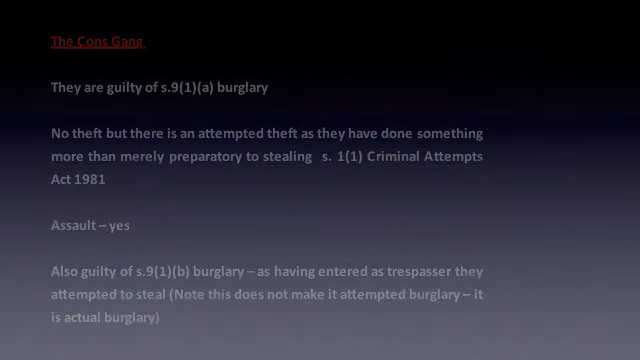 The Cons Gang
They are guilty of s.9(1)(a) burglary
No theft but there is an attempted theft as they have done something
more than merely preparatory to stealing s. 1(1) Criminal Attempts
Act 1981
Assault – yes
Also guilty of s.9(1)(b) burglary – as having entered as trespasser they
attempted to steal (Note this does not make it attempted burglary – it
is actual burglary)